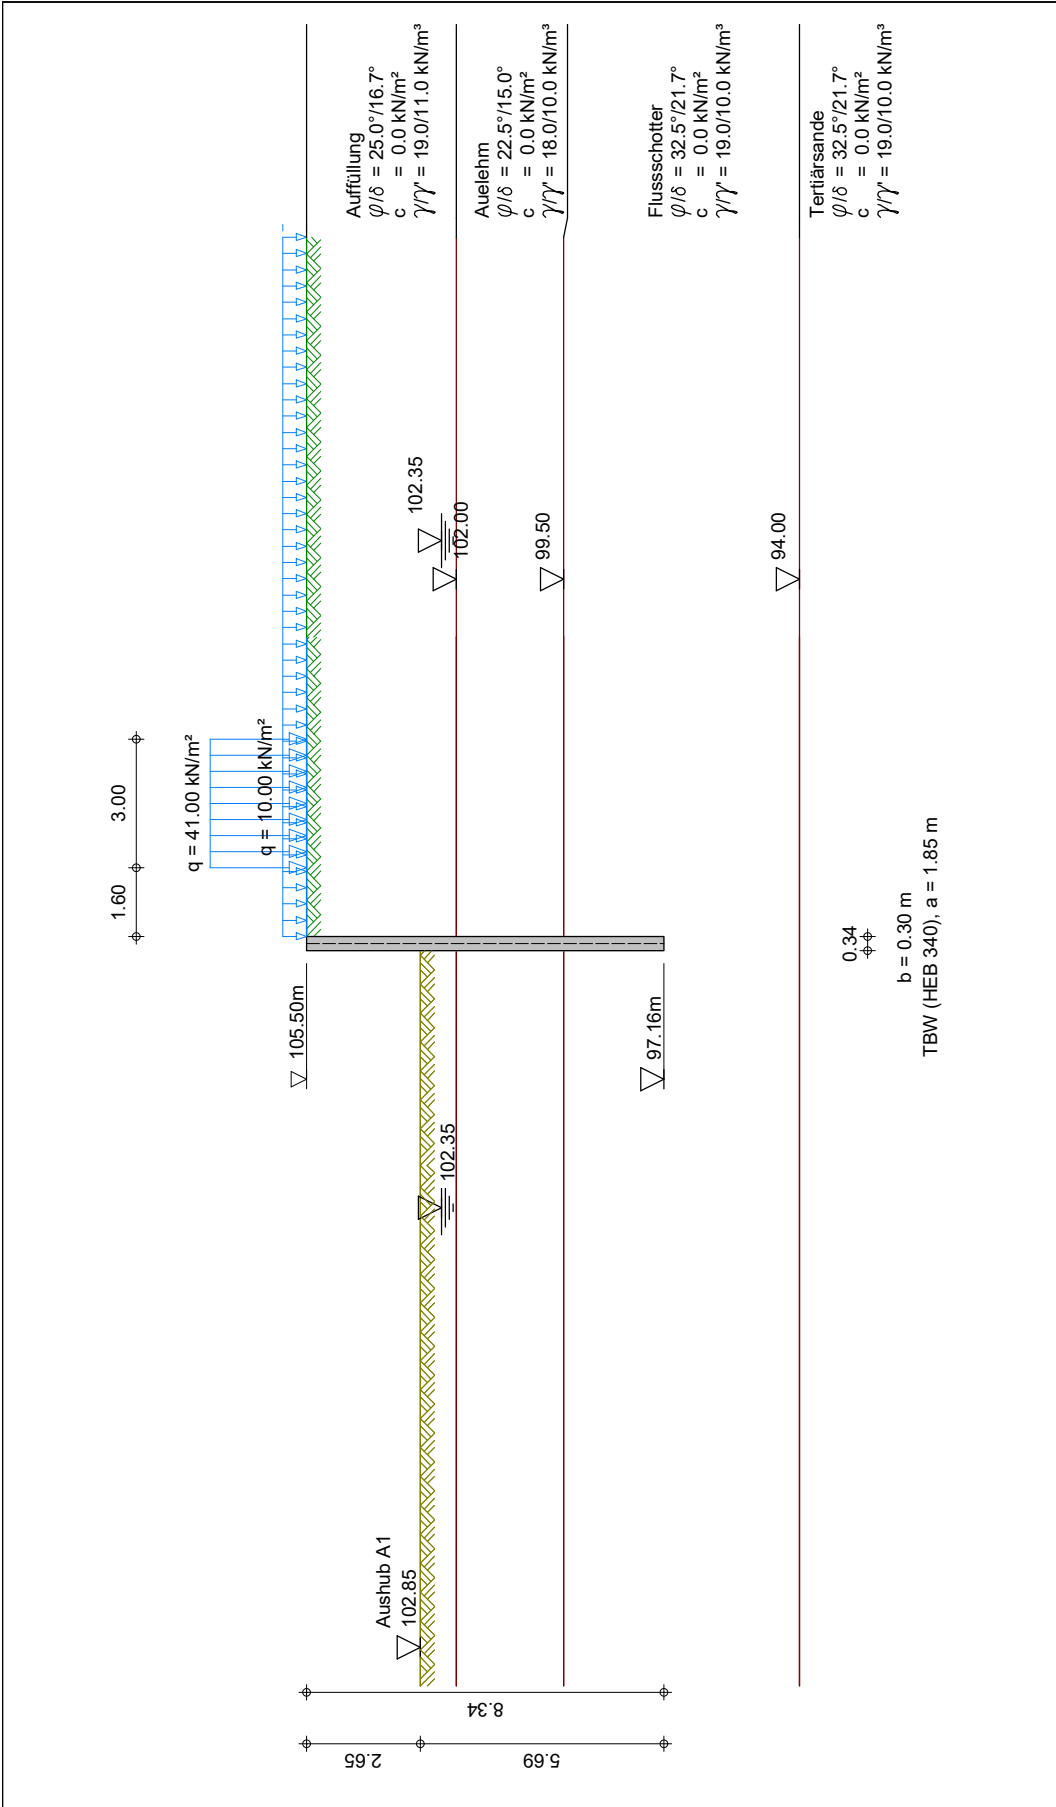 3.00
1.60
q = 41.00 kN/m²
q = 10.00 kN/m²
Auffüllung
φ/δ = 25.0°/16.7°
c = 0.0 kN/m²
γ/γ' = 19.0/11.0 kN/m³
Auelehm
φ/δ = 22.5°/15.0°
c = 0.0 kN/m²
γ/γ' = 18.0/10.0 kN/m³
Flussschotter
φ/δ = 32.5°/21.7°
c = 0.0 kN/m²
γ/γ' = 19.0/10.0 kN/m³
Tertiärsande
φ/δ = 32.5°/21.7°
c = 0.0 kN/m²
γ/γ' = 19.0/10.0 kN/m³
102.35
102.00
99.50
94.00
105.50m
97.16m
102.35
Aushub A1
102.85
2.65
5.69
8.34
0.34
b = 0.30 m
TBW (HEB 340), a = 1.85 m